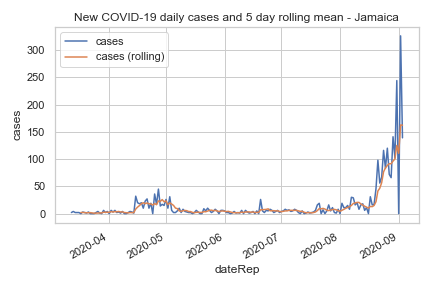 New COVID-19 daily cases and 5 day rolling mean - Jamaica
cases
cases (rolling)
300
250
200
150
100
50
0
cases
2020-04
2020-05
2020-06
2020-07
2020-08
2020-09
dateRep